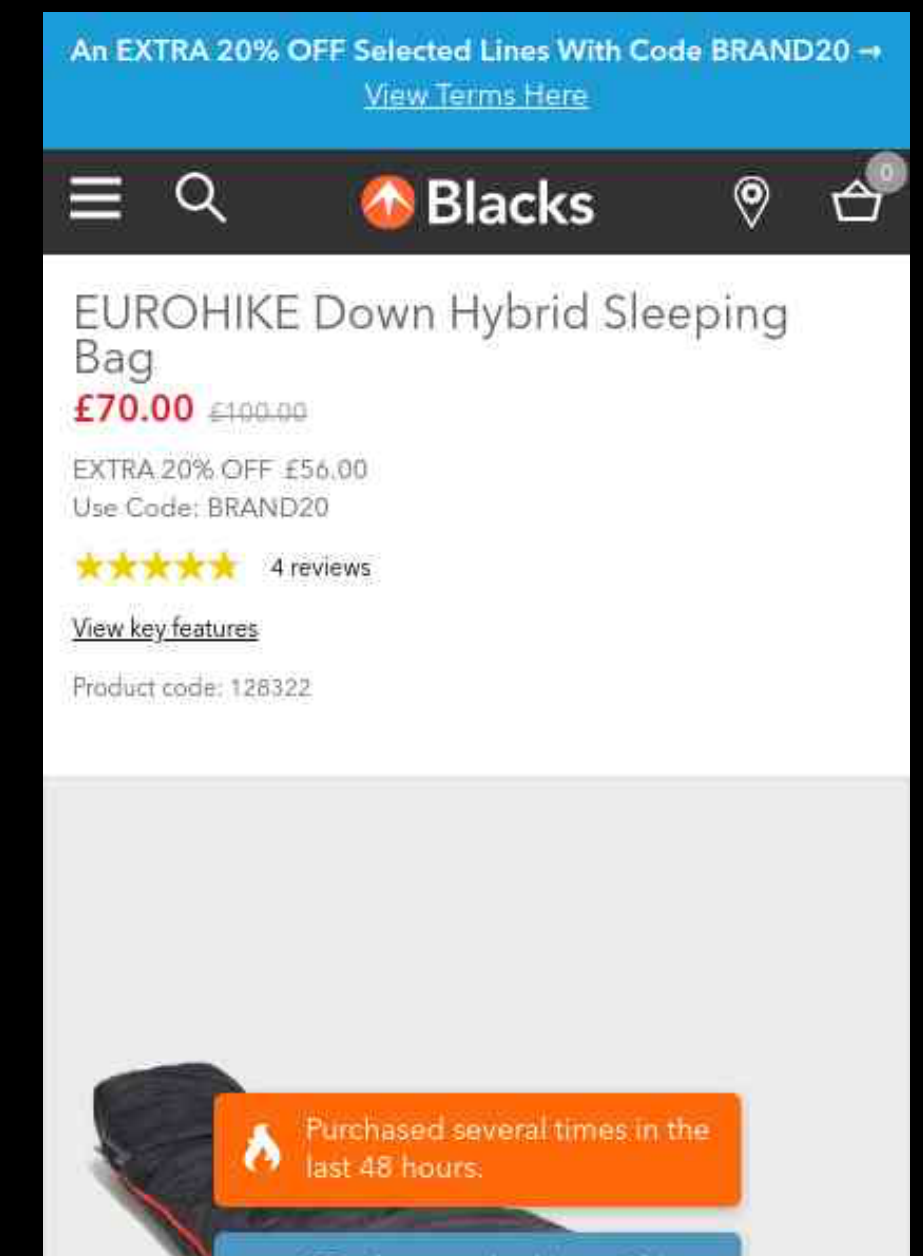 An EXTRA 20% OFF Selected Lines With Code BRAND20 →
View Terms Here
Blacks
0
EUROHIKE Down Hybrid Sleeping
Bag
£70.00 £100.00
EXTRA 20% OFF £56.00
Use Code: BRAND20
4 reviews
View key features
Product code: 128322
Purchased several times in the
last 48 hours.